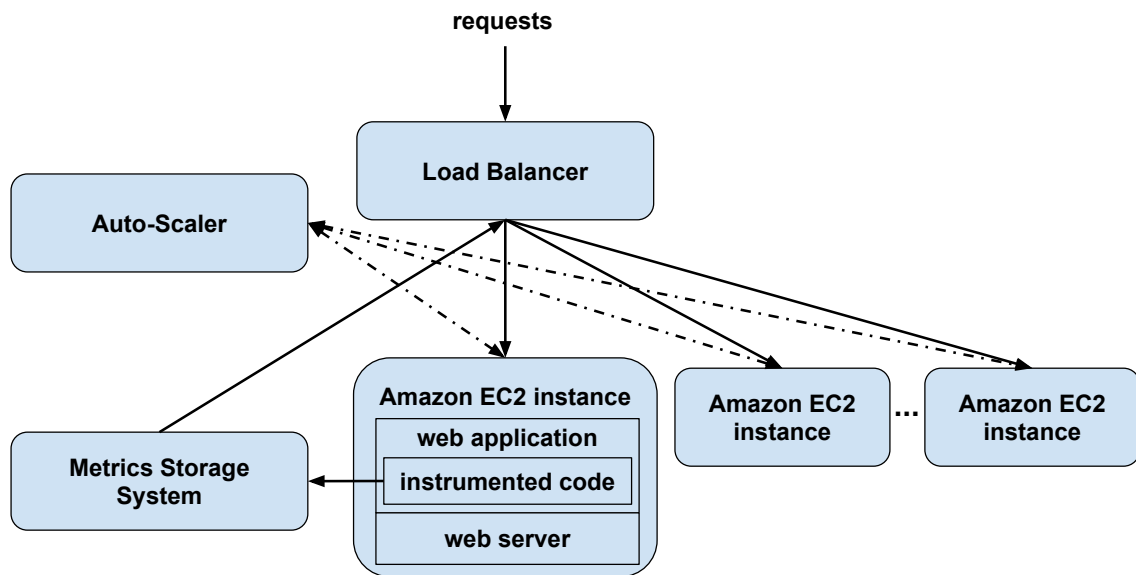 requests
Load Balancer
Auto-Scaler
Amazon EC2 instance
web application
instrumented code
web server
Amazon EC2
instance
...
Amazon EC2
instance
Metrics Storage
System